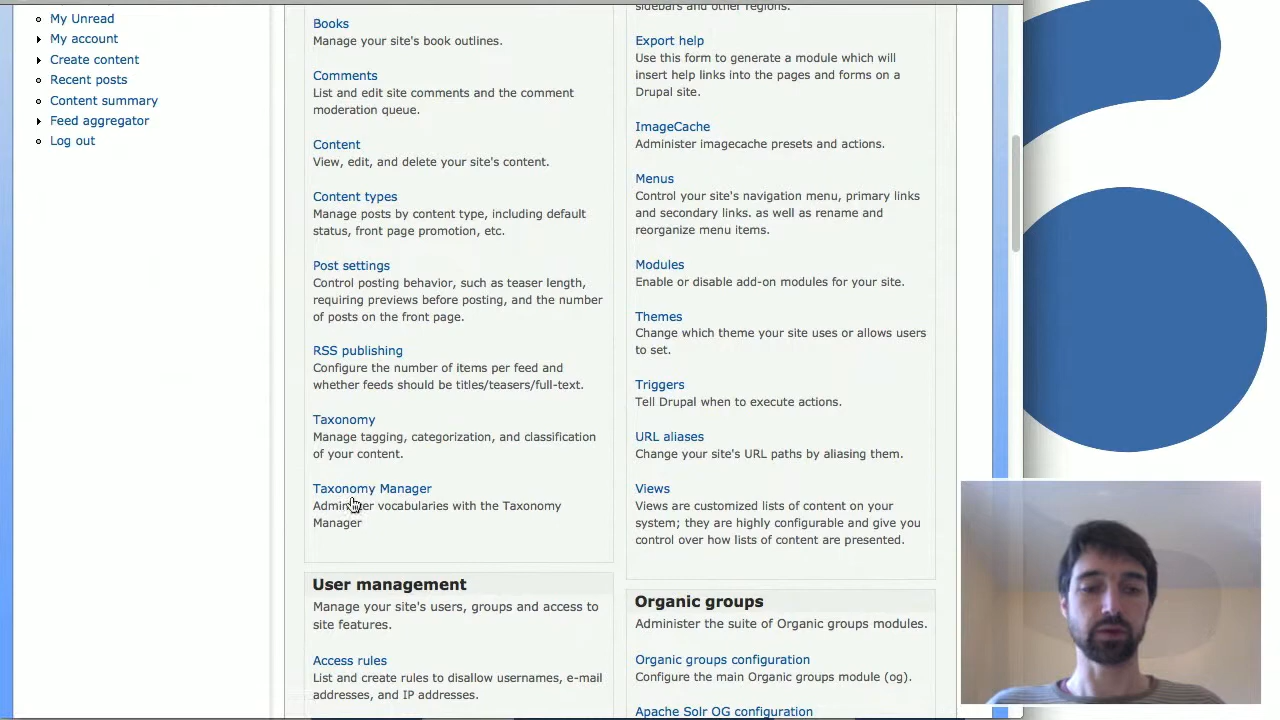 My Unread
My account
Create content
Recent posts
Content summary
Feed aggregator
Log out
Books
Manage your site's book outlines.
Comments
List and edit site comments and the comment
moderation queue.
Content
View, edit, and delete your site's content.
Content types
Manage posts by content type, including default
status, front page promotion, etc.
Post settings
Control posting behavior, such as teaser length,
requiring previews before posting, and the number
of posts on the front page.
RSS publishing
Configure the number of items per feed and
whether feeds should be titles/teasers/full-text.
Taxonomy
Manage tagging, categorization, and classification
of your content.
Taxonomy Manager
Administer vocabularies with the Taxonomy
Manager
User management
Manage your site's users, groups and access to
site features.
Access rules
List and create rules to disallow usernames, e-mail
addresses, and IP addresses.
sidebars and other regions.
Export help
Use this form to generate a module which will
insert help links into the pages and forms on a
Drupal site.
ImageCache
Administer imagecache presets and actions.
Menus
Control your site's navigation menu, primary links
and secondary links. as well as rename and
reorganize menu items.
Modules
Enable or disable add-on modules for your site.
Themes
Change which theme your site uses or allows users
to set.
Triggers
Tell Drupal when to execute actions.
URL aliases
Change your site's URL paths by aliasing them.
Views
Views are customized lists of content on your
system; they are highly configurable and give you
control over how lists of content are presented.
Organic groups
Administer the suite of Organic groups modules.
Organic groups configuration
Configure the main Organic groups module (og).
Apache Solr OG configuration